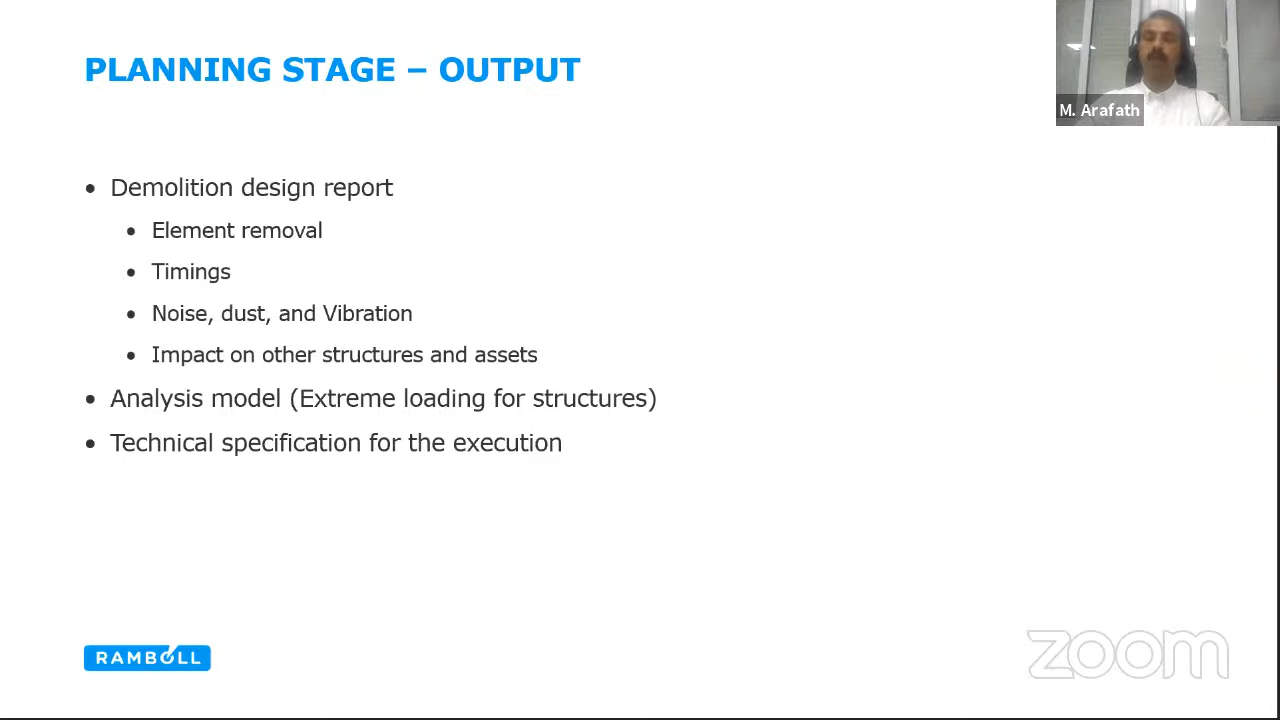 PLANNING STAGE – OUTPUT
M. Arafath
• Demolition design report
• Element removal
• Timings
• Noise, dust, and Vibration
• Impact on other structures and assets
• Analysis model (Extreme loading for structures)
• Technical specification for the execution
RAMBOLL
zoom